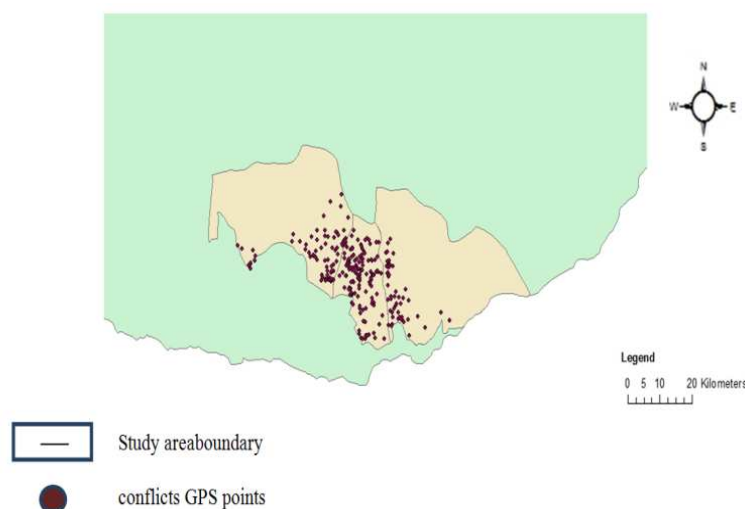 N
W E
S
Legend
0 5 10 20 Kilometers
Study areaboundary
conflicts GPS points